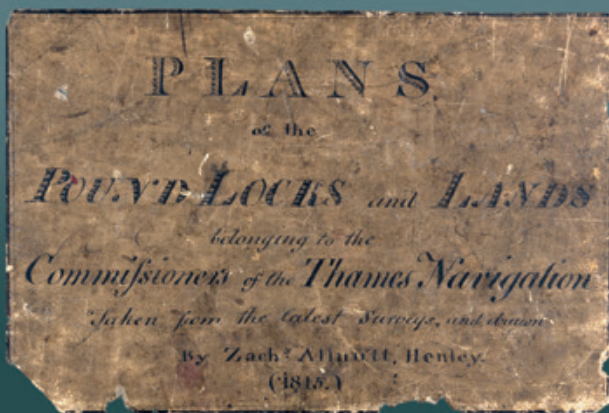 PLANS
of the
POUND LOCKS and LANDS
belonging to the
Commiſsioners of the Thames Navigation
Taken from the latest Surveys, and drawn
By Zachʸ Allnutt, Henley.
(1815.)